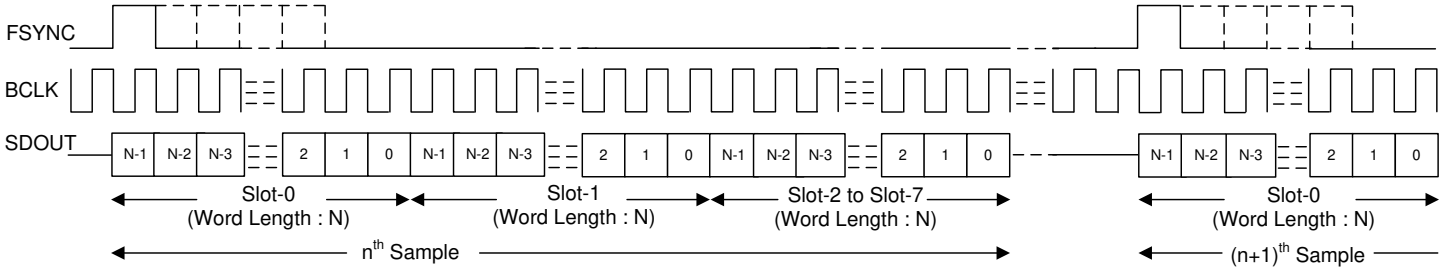 FSYNC
BCLK
SDOUT
N-1 N-2 N-3 2 1 0 N-1 N-2 N-3 2 1 0 N-1 N-2 N-3 2 1 0 N-1 N-2 N-3 2 1 0
Slot-0 Slot-1 Slot-2 to Slot-7 Slot-0
(Word Length : N) (Word Length : N) (Word Length : N) (Word Length : N)
nth Sample (n+1)th Sample